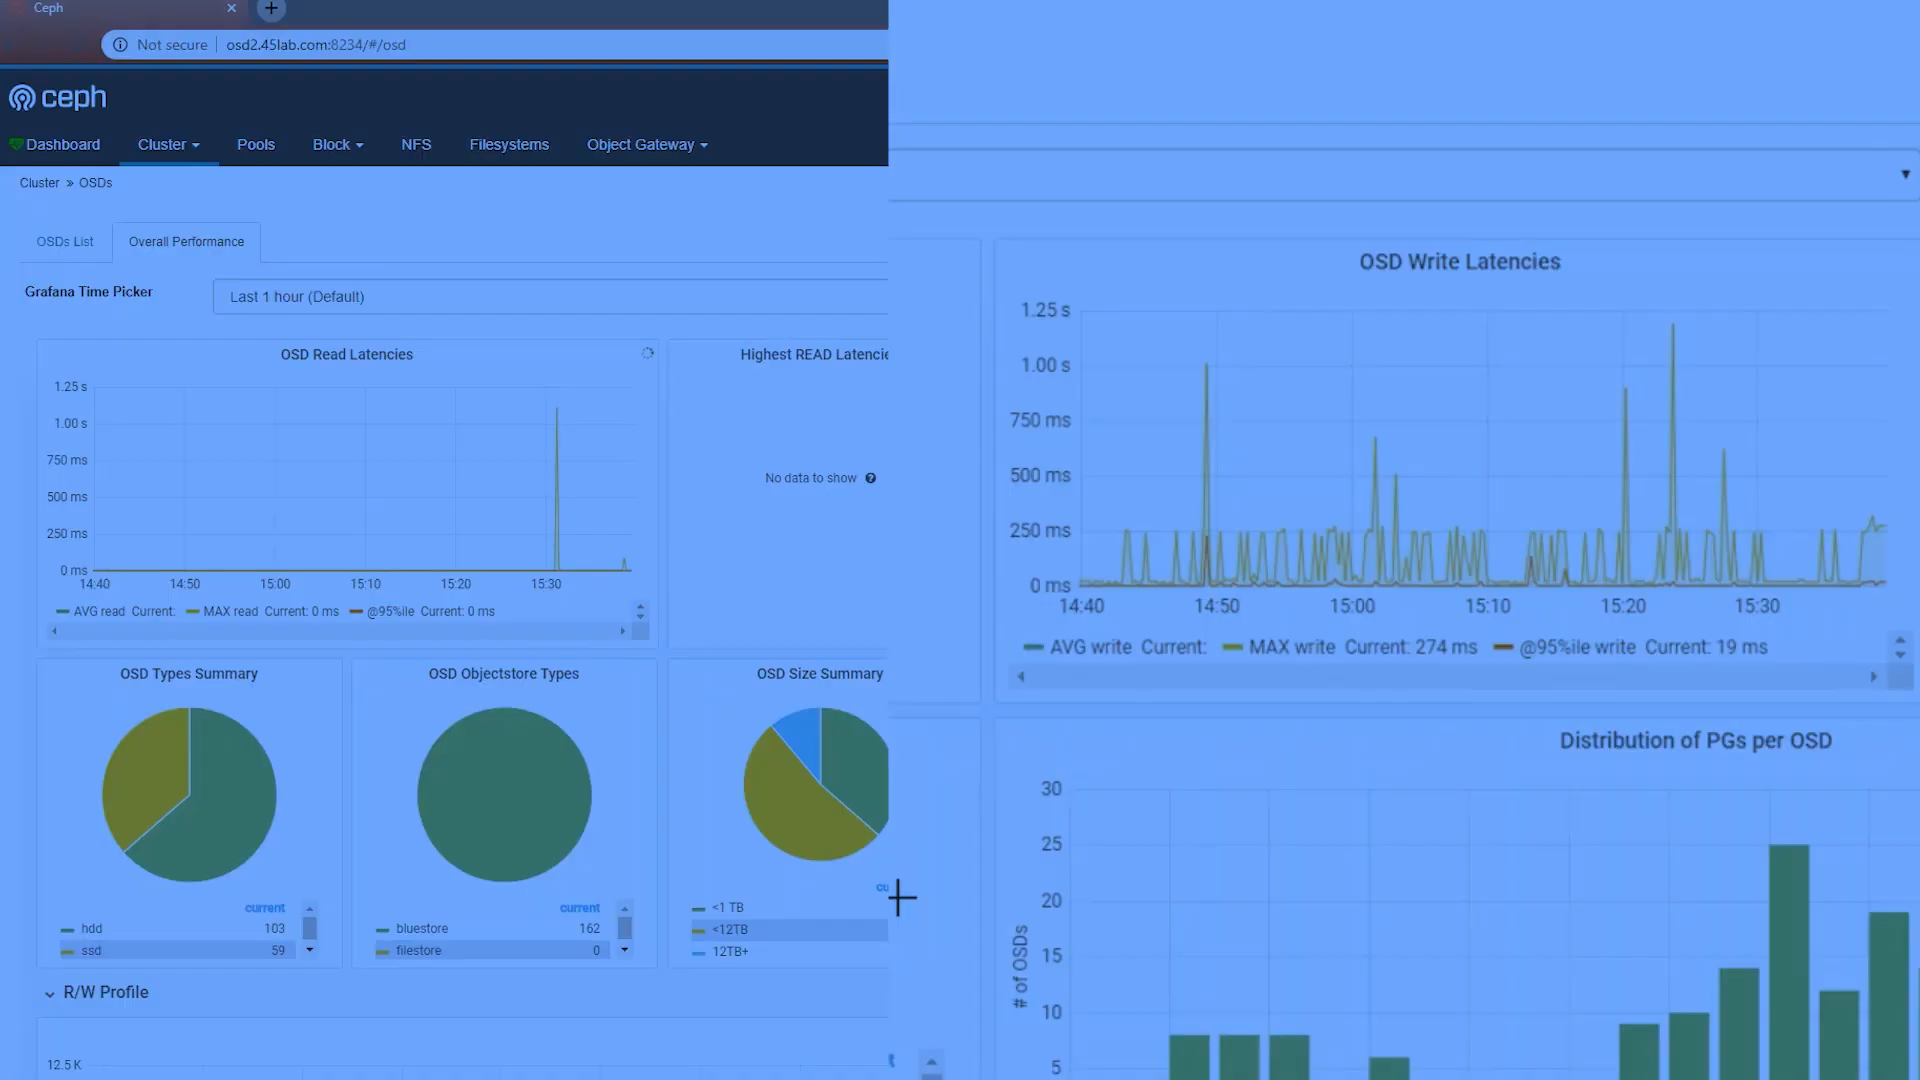 Ceph
Not secure
osd2.45lab.com:8234/#/osd
ceph
Dashboard
Cluster
Pools
Block
NFS
Filesystems
Object Gateway
Cluster » OSDs
OSDs List
Overall Performance
Grafana Time Picker
Last 1 hour (Default)
OSD Read Latencies
1.25 s
1.00 s
750 ms
500 ms
250 ms
0 ms
14:40 14:50 15:00 15:10 15:20 15:30
AVG read Current: MAX read Current: 0 ms @95%ile Current: 0 ms
Highest READ Latencie
No data to show
OSD Write Latencies
1.25 s
1.00 s
750 ms
500 ms
250 ms
0 ms
14:40 14:50 15:00 15:10 15:20 15:30
AVG write Current: MAX write Current: 274 ms @95%ile write Current: 19 ms
OSD Types Summary
current
hdd 103
ssd 59
OSD Objectstore Types
current
bluestore 162
filestore 0
OSD Size Summary
cu
<1 TB
<12TB
12TB+
Distribution of PGs per OSD
# of OSDs
30
25
20
15
10
5
R/W Profile
12.5 K